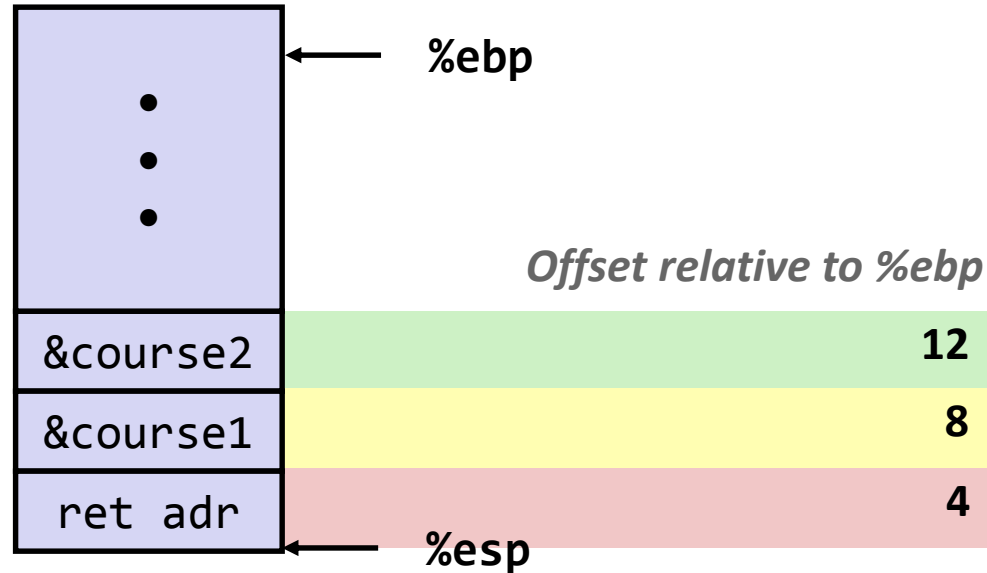 %ebp
Offset relative to %ebp
&course2 12
&course1 8
ret adr 4
%esp